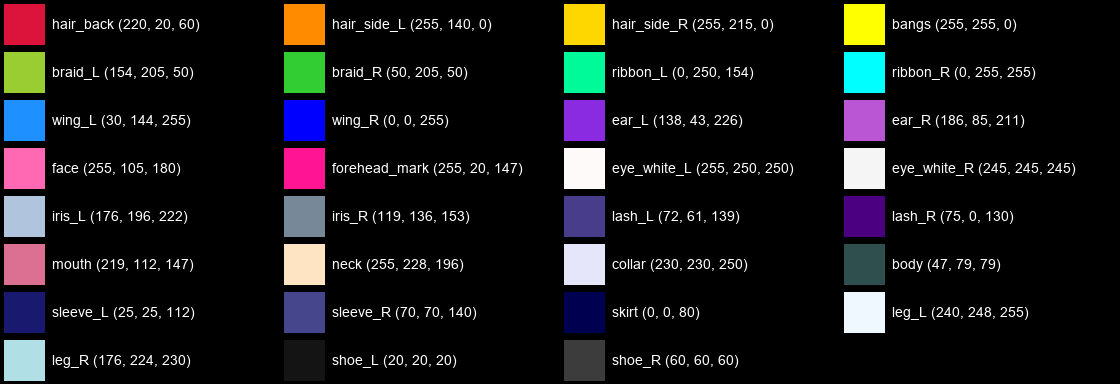 hair_back (220, 20, 60) hair_side_L (255, 140, 0) hair_side_R (255, 215, 0) bangs (255, 255, 0)
braid_L (154, 205, 50) braid_R (50, 205, 50) ribbon_L (0, 250, 154) ribbon_R (0, 255, 255)
wing_L (30, 144, 255) wing_R (0, 0, 255) ear_L (138, 43, 226) ear_R (186, 85, 211)
face (255, 105, 180) forehead_mark (255, 20, 147) eye_white_L (255, 250, 250) eye_white_R (245, 245, 245)
iris_L (176, 196, 222) iris_R (119, 136, 153) lash_L (72, 61, 139) lash_R (75, 0, 130)
mouth (219, 112, 147) neck (255, 228, 196) collar (230, 230, 250) body (47, 79, 79)
sleeve_L (25, 25, 112) sleeve_R (70, 70, 140) skirt (0, 0, 80) leg_L (240, 248, 255)
leg_R (176, 224, 230) shoe_L (20, 20, 20) shoe_R (60, 60, 60)